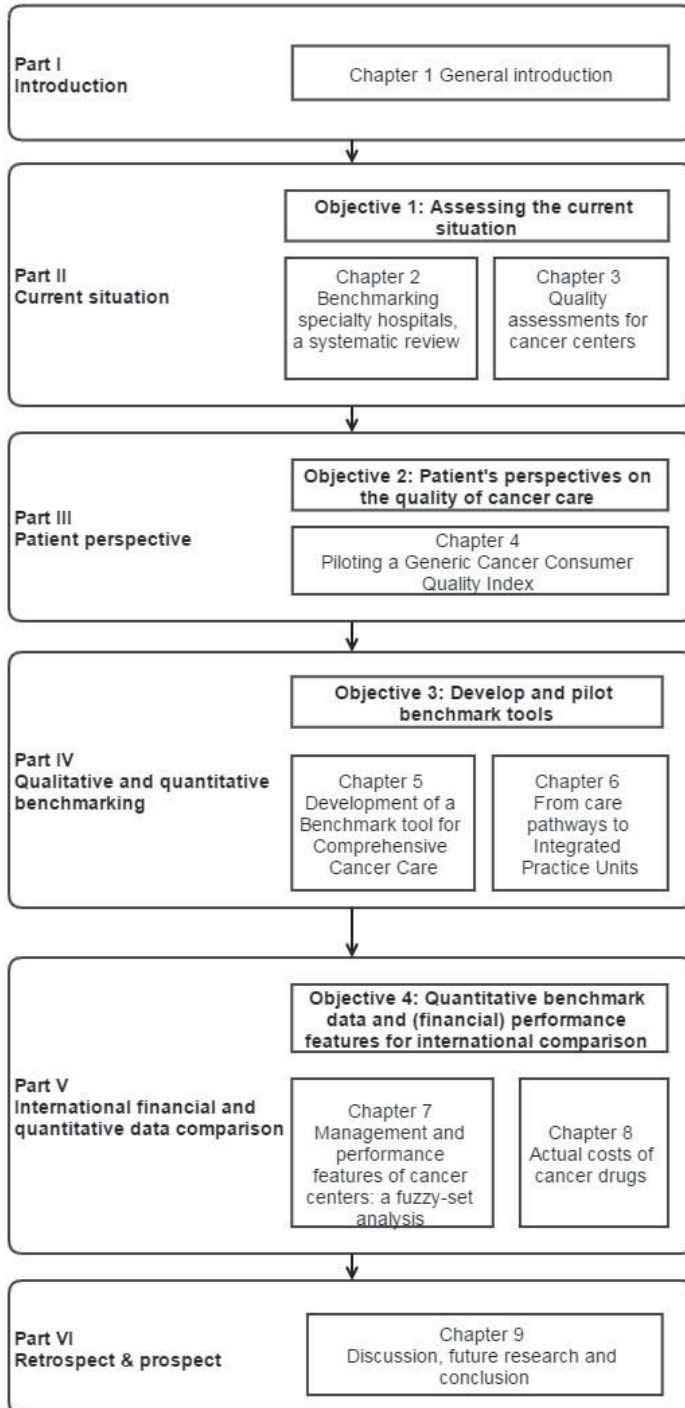 Part I
Introduction
Chapter 1 General introduction
Objective 1: Assessing the current
situation
Part II
Current situation
Chapter 2
Benchmarking
specialty hospitals,
a systematic review
Chapter 3
Quality
assessments for
cancer centers
Objective 2: Patient's perspectives on
the quality of cancer care
Part III
Patient perspective
Chapter 4
Piloting a Generic Cancer Consumer
Quality Index
Objective 3: Develop and pilot
benchmark tools
Part IV
Qualitative and quantitative
benchmarking
Chapter 5
Development of a
Benchmark tool for
Comprehensive
Cancer Care
Chapter 6
From care
pathways to
Integrated
Practice Units
Objective 4: Quantitative benchmark
data and (financial) performance
features for international comparison
Part V
International financial and
quantitative data comparison
Chapter 7
Management and
performance
features of cancer
centers: a fuzzy-set
analysis
Chapter 8
Actual costs of
cancer drugs
Part VI
Retrospect & prospect
Chapter 9
Discussion, future research and
conclusion